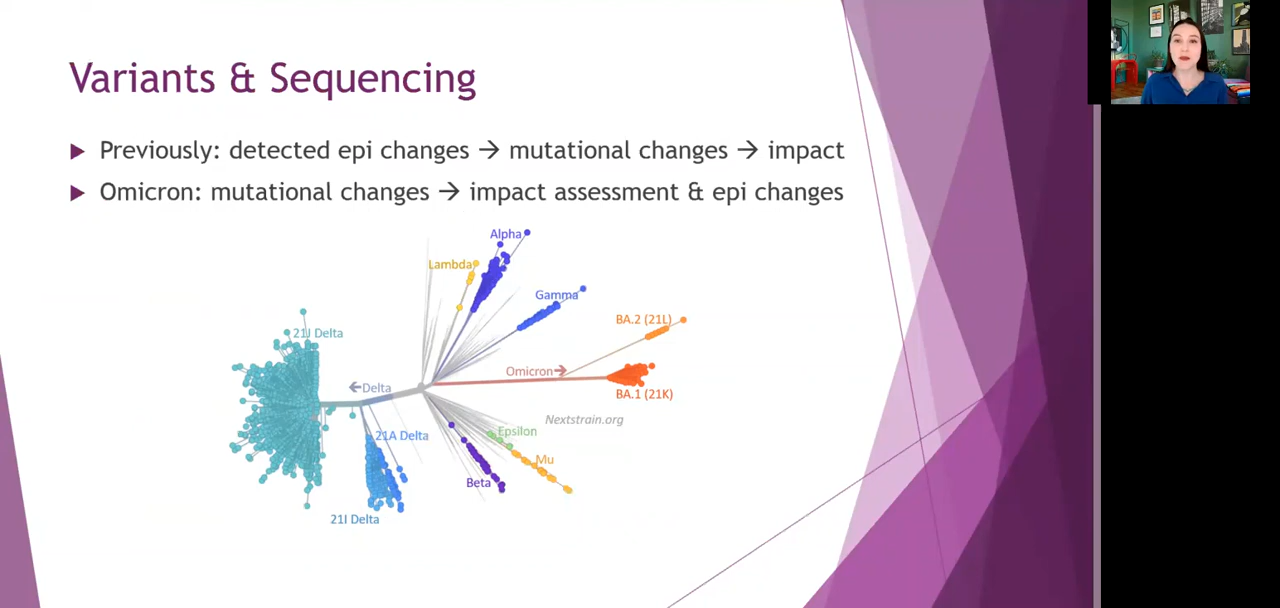 Variants & Sequencing
Previously: detected epi changes → mutational changes → impact
Omicron: mutational changes → impact assessment & epi changes
Alpha
Lambda
Gamma
BA.2 (21L)
21J Delta
Omicron→
←Delta
BA.1 (21K)
Nextstrain.org
21A Delta
Epsilon
Mu
Beta
21I Delta